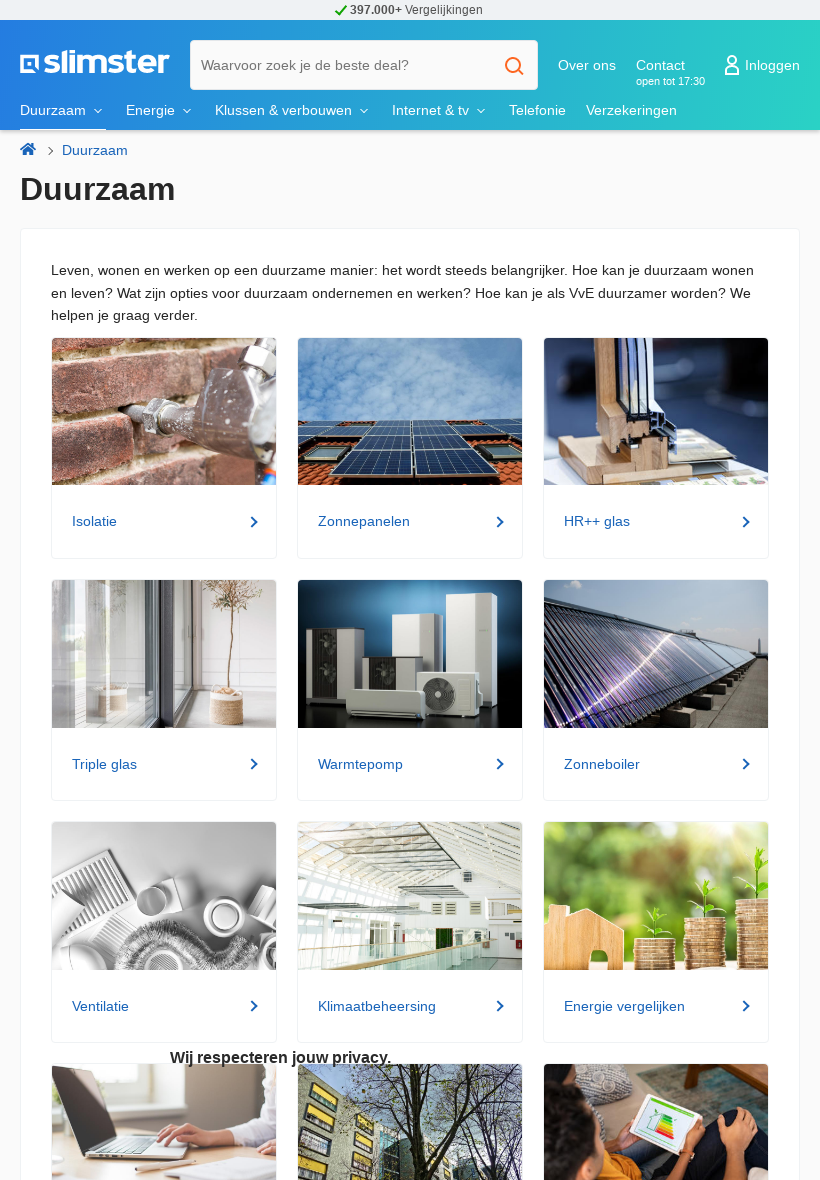 397.000+ Vergelijkingen
slimster
Waarvoor zoek je de beste deal?
Over ons
Contact
open tot 17:30
Inloggen
Duurzaam
Energie
Klussen & verbouwen
Internet & tv
Telefonie
Verzekeringen
Duurzaam
Duurzaam
Leven, wonen en werken op een duurzame manier: het wordt steeds belangrijker. Hoe kan je duurzaam wonen
en leven? Wat zijn opties voor duurzaam ondernemen en werken? Hoe kan je als VvE duurzamer worden? We
helpen je graag verder.
Isolatie
Zonnepanelen
HR++ glas
Triple glas
Warmtepomp
Zonneboiler
Ventilatie
Klimaatbeheersing
Energie vergelijken
Wij respecteren jouw privacy.